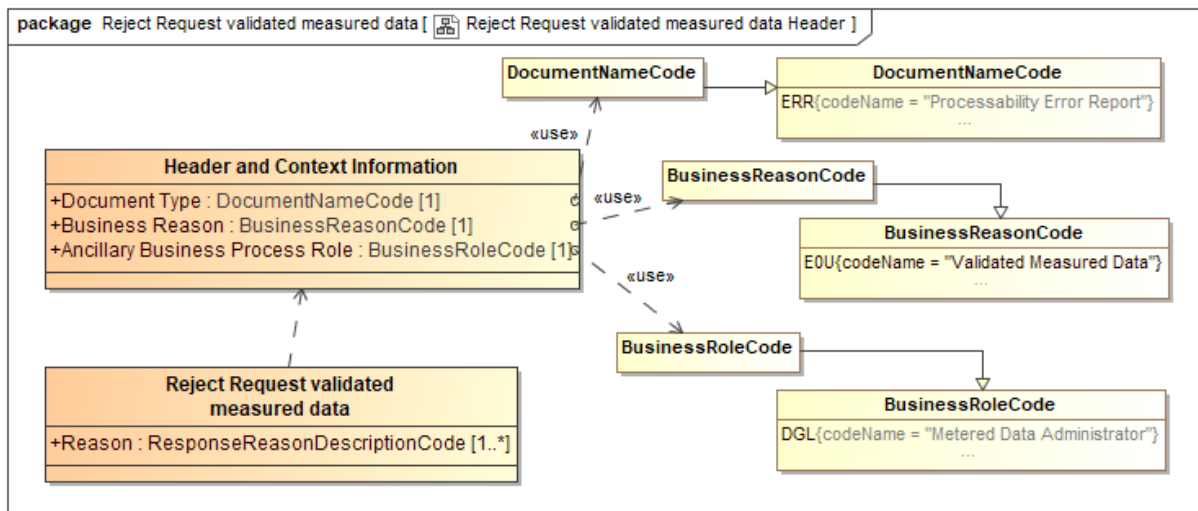 package Reject Request validated measured data [ Reject Request validated measured data Header ]
DocumentNameCode
DocumentNameCode
ERR{codeName = "Processability Error Report"}
...
«use»
Header and Context Information
+Document Type : DocumentNameCode [1]
+Business Reason : BusinessReasonCode [1]
+Ancillary Business Process Role : BusinessRoleCode [1]
«use»
BusinessReasonCode
BusinessReasonCode
E0U{codeName = "Validated Measured Data"}
...
«use»
BusinessRoleCode
BusinessRoleCode
DGL{codeName = "Metered Data Administrator"}
...
Reject Request validated
measured data
+Reason : ResponseReasonDescriptionCode [1..*]